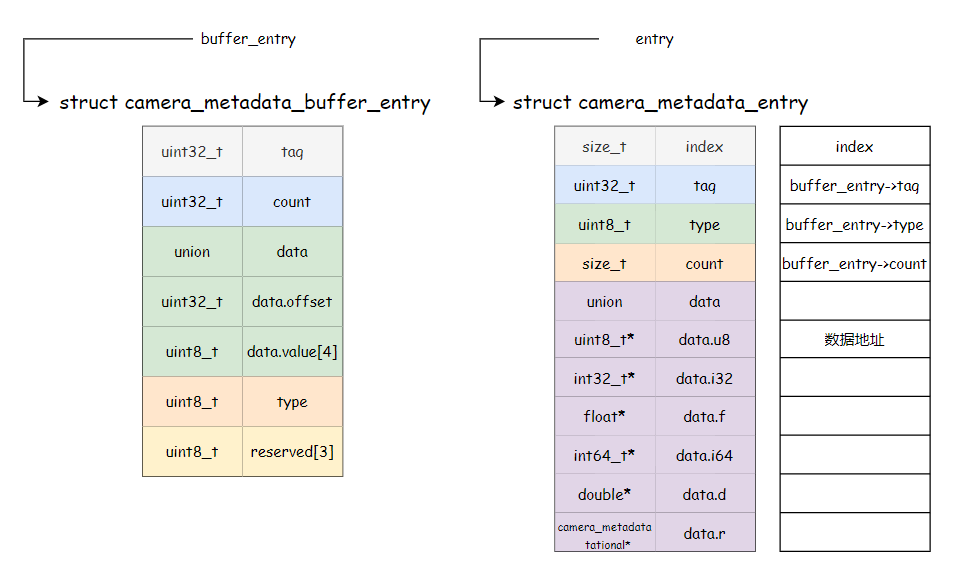 buffer_entry
struct camera_metadata_buffer_entry
uint32_t tag
uint32_t count
union data
uint32_t data.offset
uint8_t data.value[4]
uint8_t type
uint8_t reserved[3]
entry
struct camera_metadata_entry
size_t index index
uint32_t tag buffer_entry->tag
uint8_t type buffer_entry->type
size_t count buffer_entry->count
union data
uint8_t* data.u8 数据地址
int32_t* data.i32
float* data.f
int64_t* data.i64
double* data.d
camera_metadata
tational* data.r